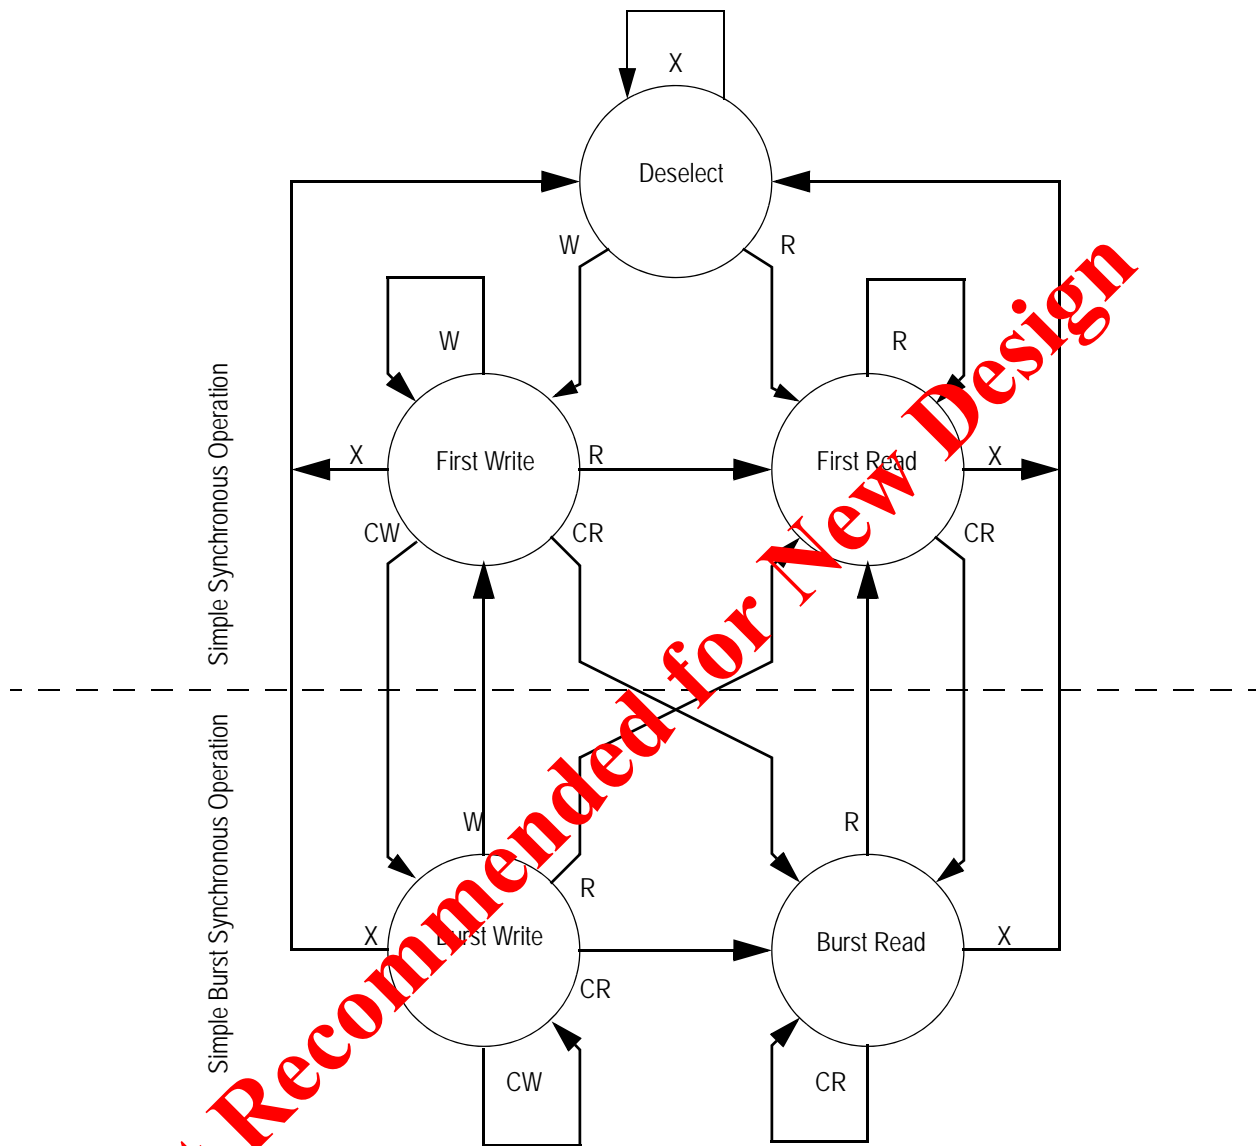 X
Deselect
W
R
W
R
Simple Synchronous Operation
X
First Write
R
First Read
X
CW
CR
CR
Simple Burst Synchronous Operation
W
R
R
X
Burst Write
Burst Read
X
CR
CW
CR
Recommended for New Design